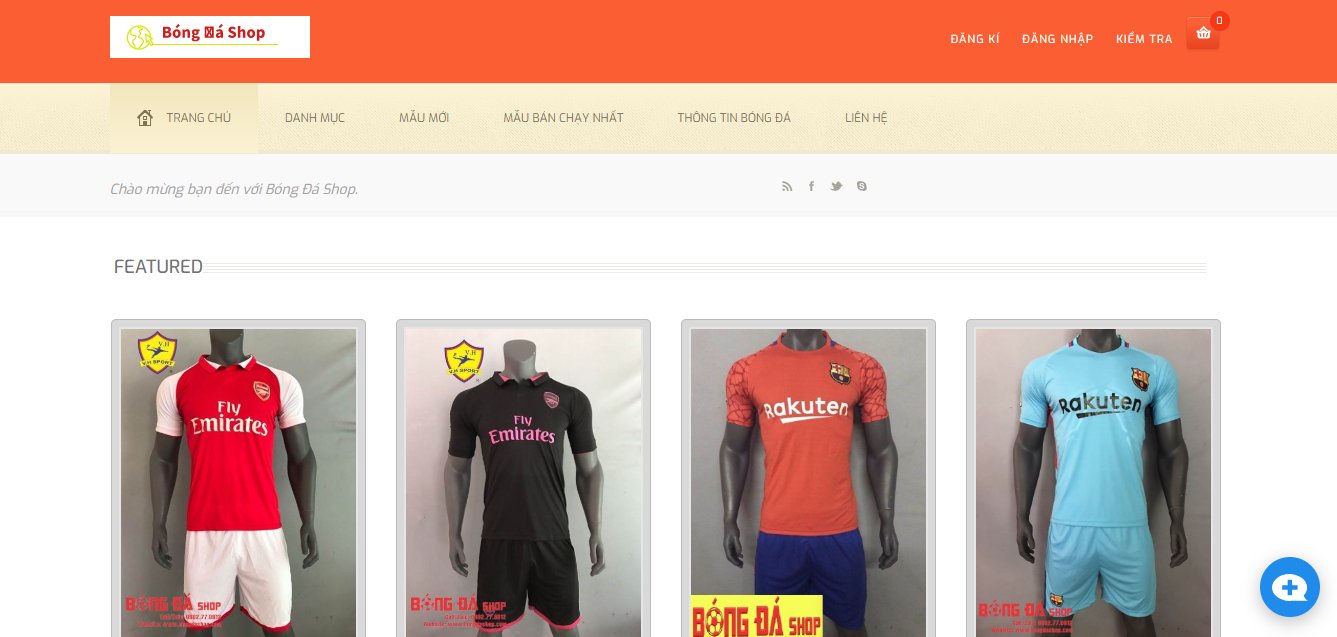 Bóng Đá Shop
ĐĂNG KÍ ĐĂNG NHẬP KIỂM TRA 0
TRANG CHỦ DANH MỤC MẪU MỚI MẪU BÁN CHẠY NHẤT THÔNG TIN BÓNG ĐÁ LIÊN HỆ
Chào mừng bạn đến với Bóng Đá Shop.
FEATURED
V.H
V.H SPORT
Fly
Emirates
BÓNG ĐÁ SHOP
V.H
V.H SPORT
Fly
Emirates
BÓNG ĐÁ SHOP
Rakuten
BÓNG ĐÁ SHOP
Rakuten
BÓNG ĐÁ SHOP